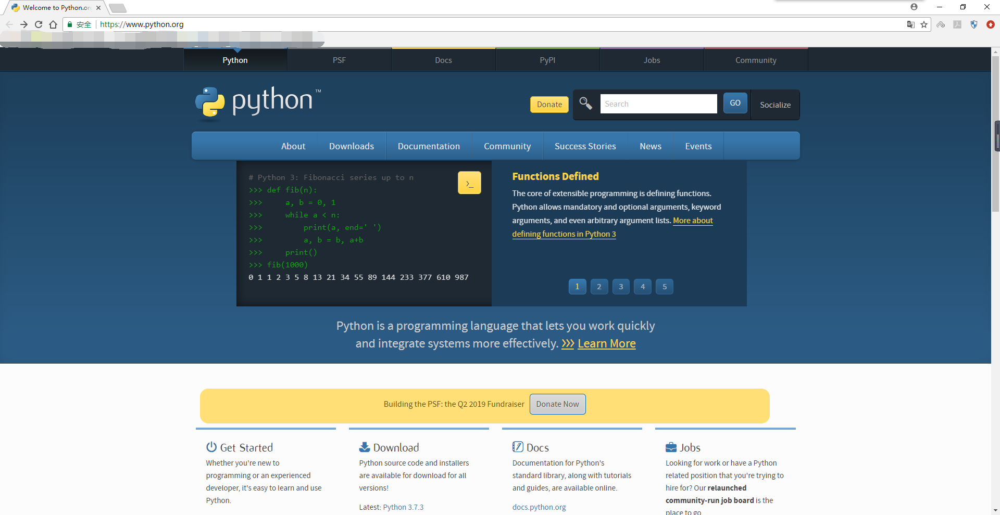 Welcome to Python.or
安全 https://www.python.org
Python PSF Docs PyPI Jobs Community
python™
Donate Search GO Socialize
About Downloads Documentation Community Success Stories News Events
# Python 3: Fibonacci series up to n
>>> def fib(n):
>>>     a, b = 0, 1
>>>     while a < n:
>>>         print(a, end=' ')
>>>         a, b = b, a+b
>>>     print()
>>> fib(1000)
0 1 1 2 3 5 8 13 21 34 55 89 144 233 377 610 987
>_
Functions Defined
The core of extensible programming is defining functions.
Python allows mandatory and optional arguments, keyword
arguments, and even arbitrary argument lists. More about
defining functions in Python 3
1 2 3 4 5
Python is a programming language that lets you work quickly
and integrate systems more effectively. >>> Learn More
Building the PSF: the Q2 2019 Fundraiser Donate Now
Get Started
Whether you're new to
programming or an experienced
developer, it's easy to learn and use
Python.
Download
Python source code and installers
are available for download for all
versions!
Latest: Python 3.7.3
Docs
Documentation for Python's
standard library, along with tutorials
and guides, are available online.
docs.python.org
Jobs
Looking for work or have a Python
related position that you're trying to
hire for? Our relaunched
community-run job board is the
place to go